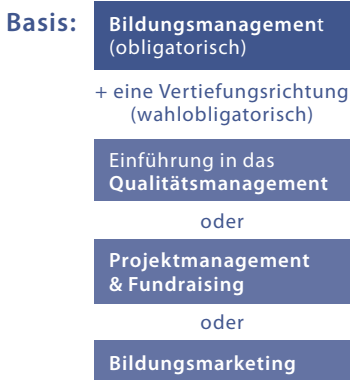 Basis:
Bildungsmanagement
(obligatorisch)
+ eine Vertiefungsrichtung
(wahlobligatorisch)
Einführung in das
Qualitätsmanagement
oder
Projektmanagement
& Fundraising
oder
Bildungsmarketing